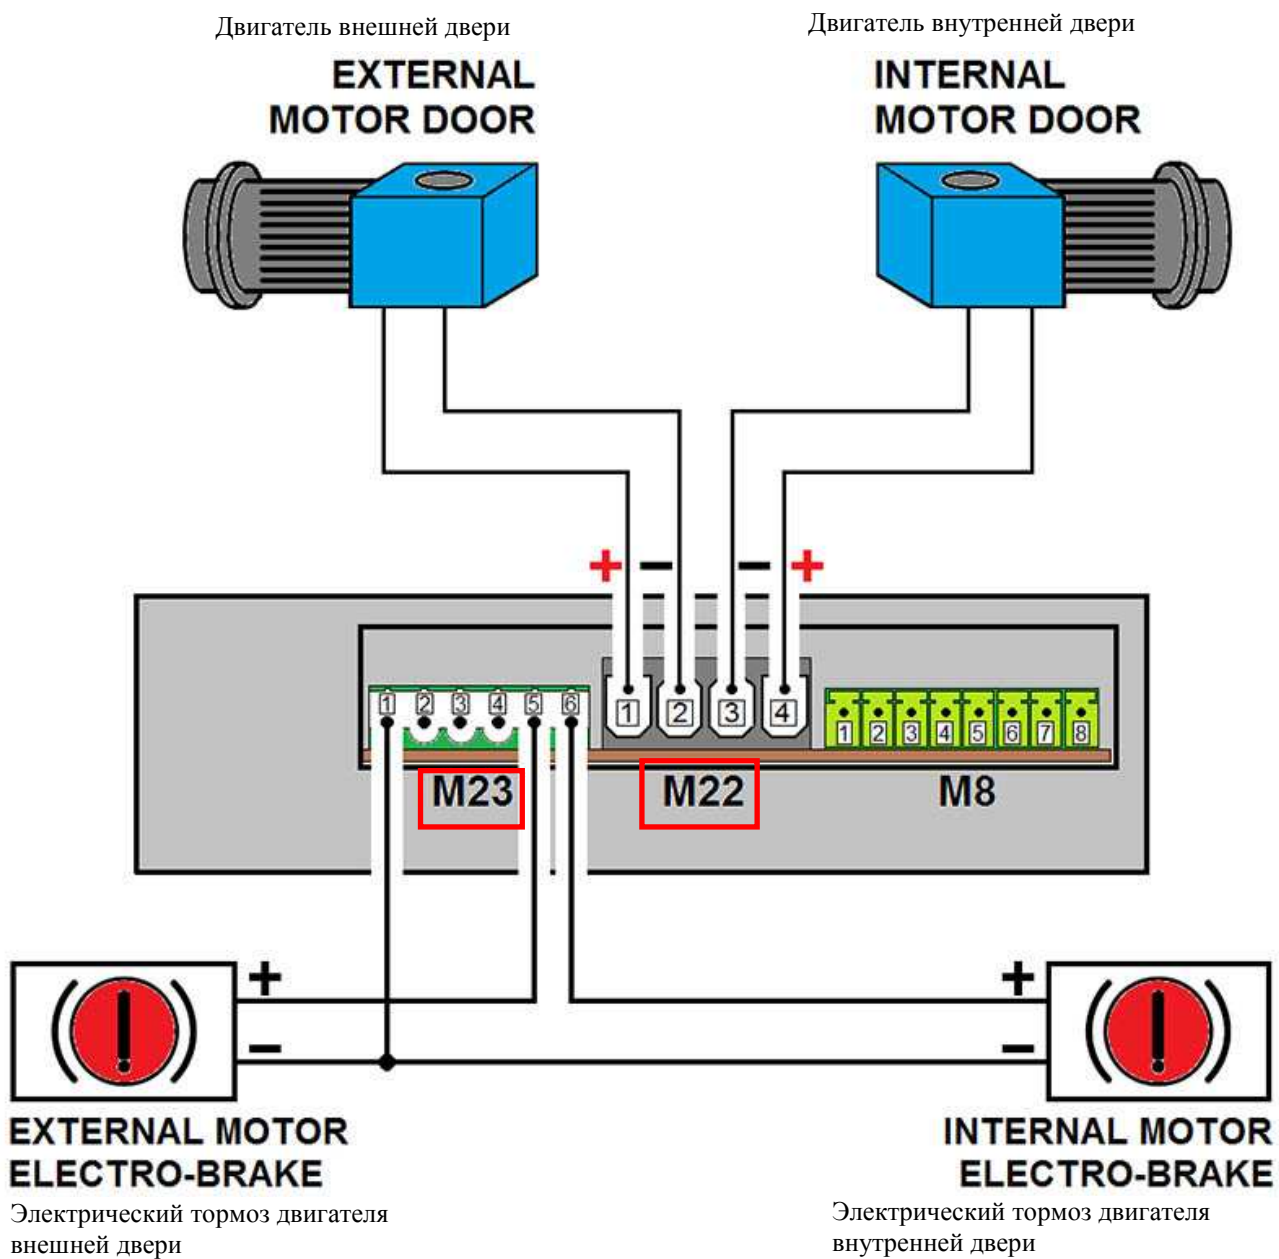 Двигатель внешней двери
Двигатель внутренней двери
EXTERNAL
MOTOR DOOR
INTERNAL
MOTOR DOOR
+ − − +
1 2 3 4 5 6
1 2 3 4
1 2 3 4 5 6 7 8
M23
M22
M8
+
−
+
−
EXTERNAL MOTOR
ELECTRO-BRAKE
INTERNAL MOTOR
ELECTRO-BRAKE
Электрический тормоз двигателя
внешней двери
Электрический тормоз двигателя
внутренней двери